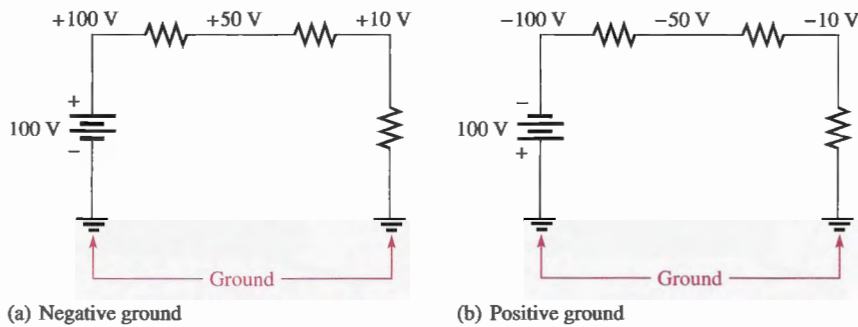 +100 V +50 V +10 V
+
100 V
−
Ground
(a) Negative ground
−100 V −50 V −10 V
−
100 V
+
Ground
(b) Positive ground